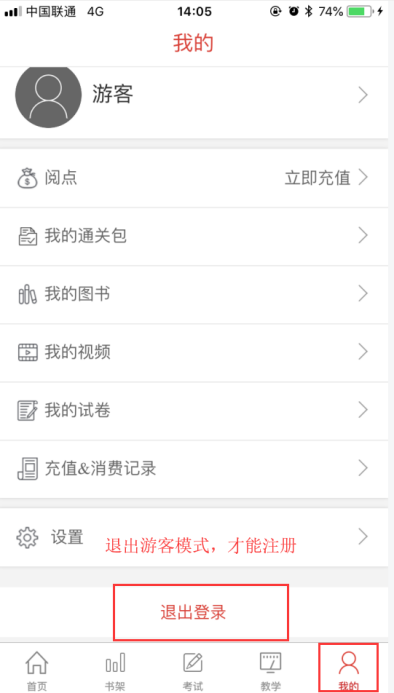 中国联通 4G 14:05 74%
我的
游客
阅点 立即充值
我的通关包
我的图书
我的视频
我的试卷
充值&消费记录
设置 退出游客模式，才能注册
退出登录
首页 书架 考试 教学 我的